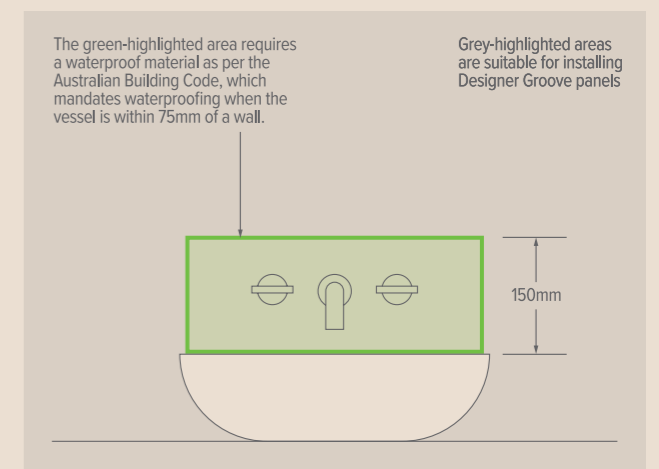 The green-highlighted area requires
a waterproof material as per the
Australian Building Code, which
mandates waterproofing when the
vessel is within 75mm of a wall.
Grey-highlighted areas
are suitable for installing
Designer Groove panels
150mm